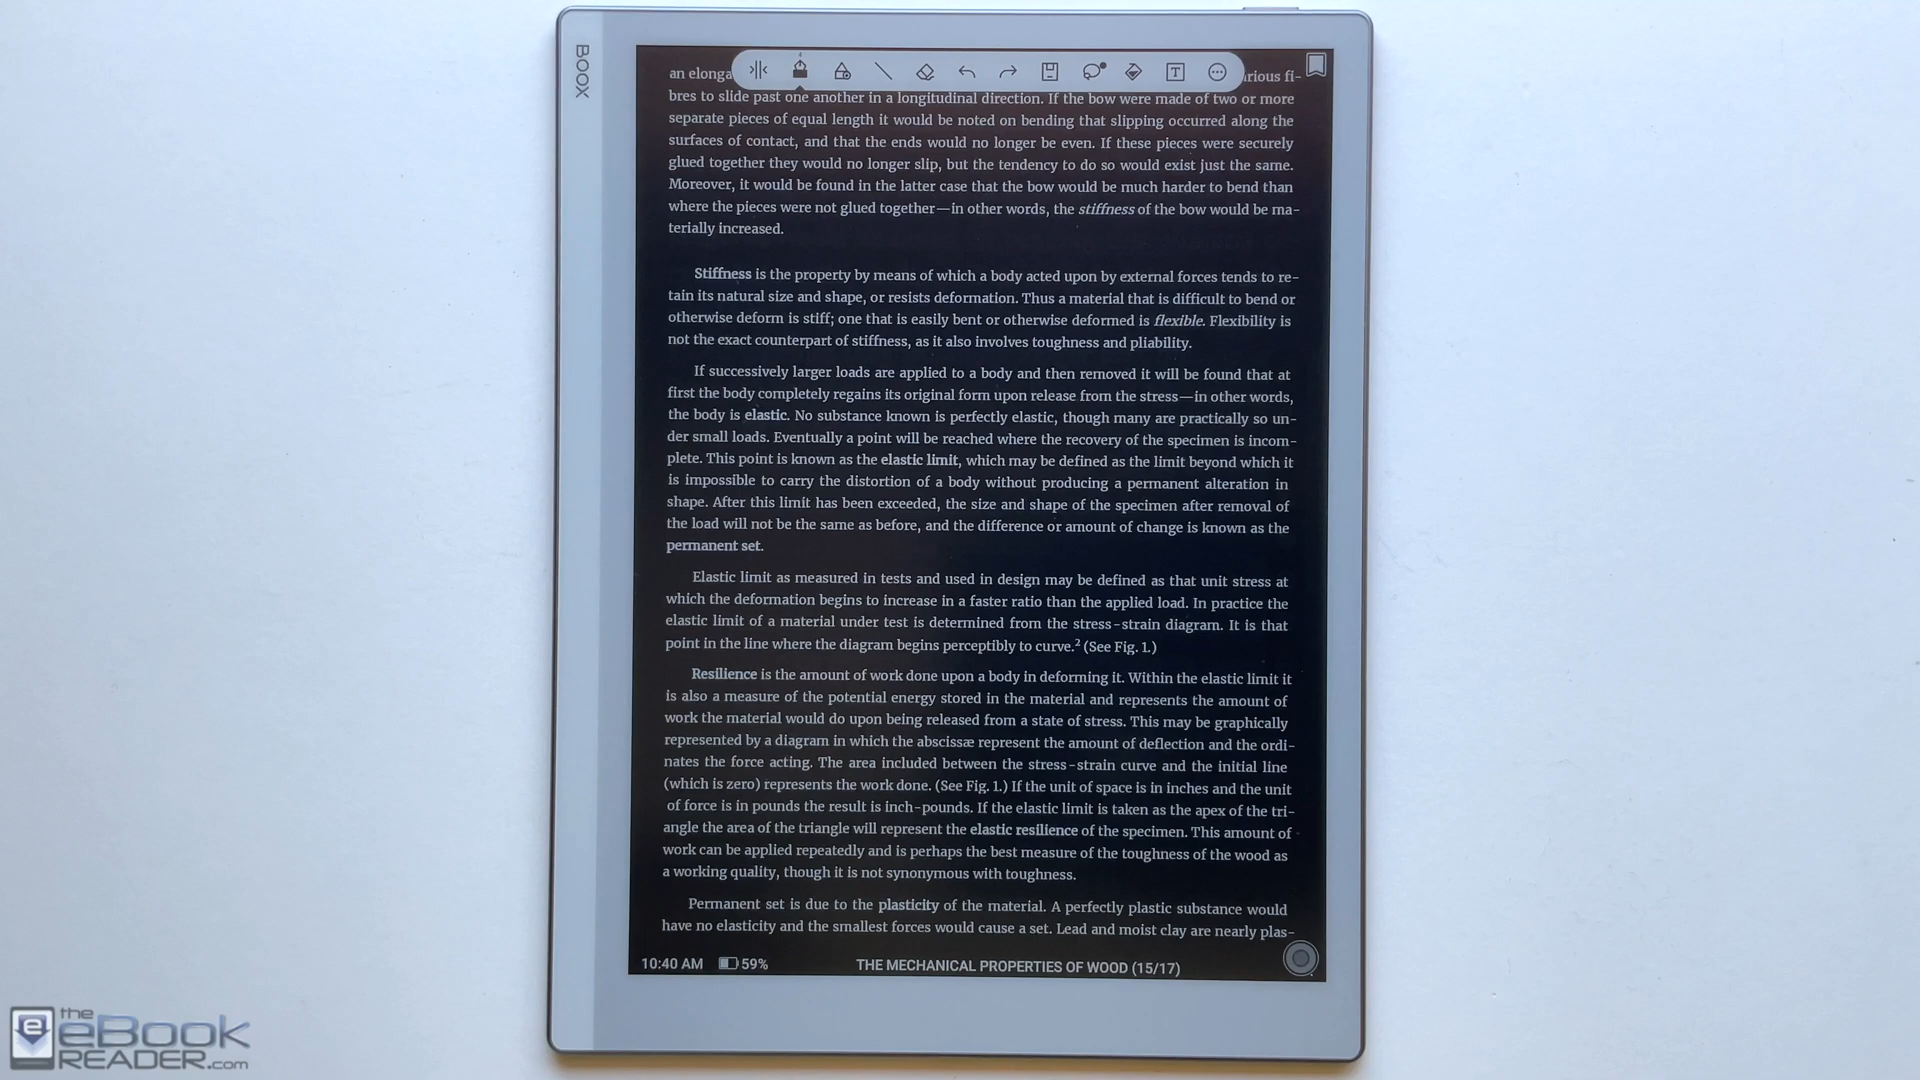 BOOX
an elonga
rious fi-
bres to slide past one another in a longitudinal direction. If the bow were made of two or more
separate pieces of equal length it would be noted on bending that slipping occurred along the
surfaces of contact, and that the ends would no longer be even. If these pieces were securely
glued together they would no longer slip, but the tendency to do so would exist just the same.
Moreover, it would be found in the latter case that the bow would be much harder to bend than
where the pieces were not glued together—in other words, the stiffness of the bow would be ma-
terially increased.
Stiffness is the property by means of which a body acted upon by external forces tends to re-
tain its natural size and shape, or resists deformation. Thus a material that is difficult to bend or
otherwise deform is stiff; one that is easily bent or otherwise deformed is flexible. Flexibility is
not the exact counterpart of stiffness, as it also involves toughness and pliability.
If successively larger loads are applied to a body and then removed it will be found that at
first the body completely regains its original form upon release from the stress—in other words,
the body is elastic. No substance known is perfectly elastic, though many are practically so un-
der small loads. Eventually a point will be reached where the recovery of the specimen is incom-
plete. This point is known as the elastic limit, which may be defined as the limit beyond which it
is impossible to carry the distortion of a body without producing a permanent alteration in
shape. After this limit has been exceeded, the size and shape of the specimen after removal of
the load will not be the same as before, and the difference or amount of change is known as the
permanent set.
Elastic limit as measured in tests and used in design may be defined as that unit stress at
which the deformation begins to increase in a faster ratio than the applied load. In practice the
elastic limit of a material under test is determined from the stress-strain diagram. It is that
point in the line where the diagram begins perceptibly to curve.² (See Fig. 1.)
Resilience is the amount of work done upon a body in deforming it. Within the elastic limit it
is also a measure of the potential energy stored in the material and represents the amount of
work the material would do upon being released from a state of stress. This may be graphically
represented by a diagram in which the abscissæ represent the amount of deflection and the ordi-
nates the force acting. The area included between the stress-strain curve and the initial line
(which is zero) represents the work done. (See Fig. 1.) If the unit of space is in inches and the unit
of force is in pounds the result is inch-pounds. If the elastic limit is taken as the apex of the tri-
angle the area of the triangle will represent the elastic resilience of the specimen. This amount of
work can be applied repeatedly and is perhaps the best measure of the toughness of the wood as
a working quality, though it is not synonymous with toughness.
Permanent set is due to the plasticity of the material. A perfectly plastic substance would
have no elasticity and the smallest forces would cause a set. Lead and moist clay are nearly plas-
10:40 AM 59% THE MECHANICAL PROPERTIES OF WOOD (15/17)
the
eBook
READER.com